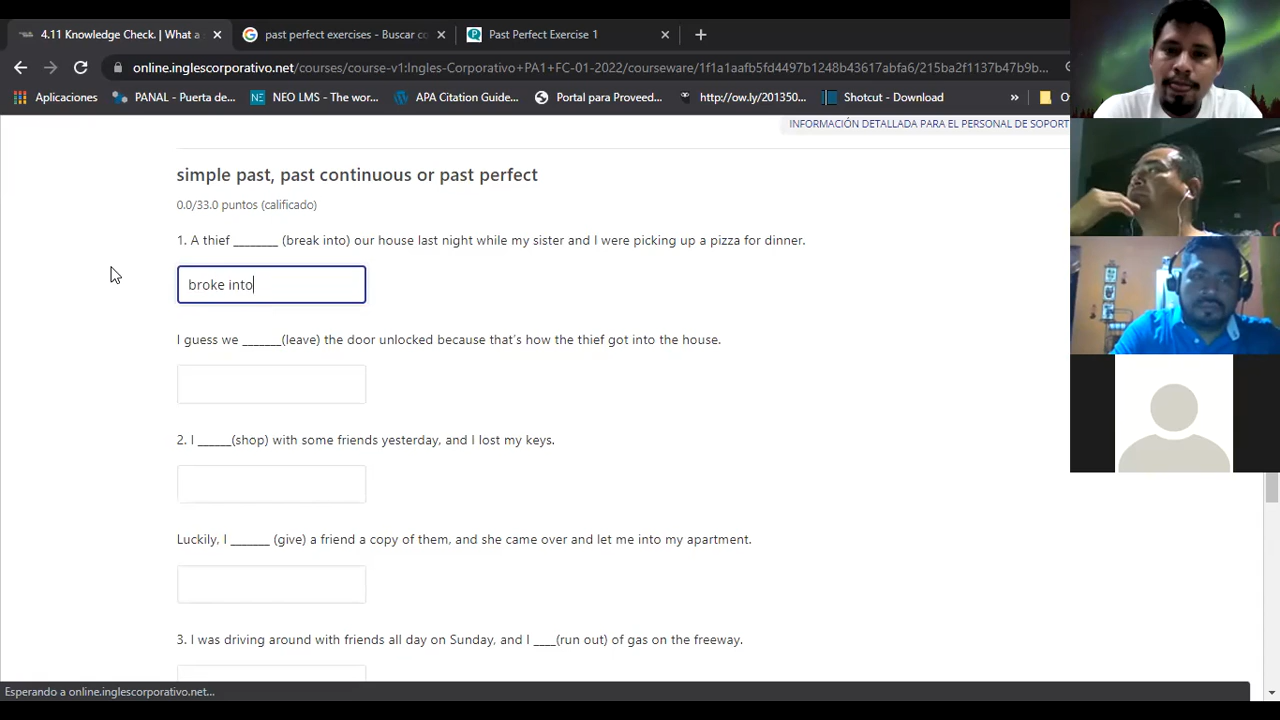 4.11 Knowledge Check. | What a
past perfect exercises - Buscar co
Past Perfect Exercise 1
online.inglescorporativo.net/courses/course-v1:Ingles-Corporativo+PA1+FC-01-2022/courseware/1f1a1aafb5fd4497b1248b43617abfa6/215ba2f1137b47b9b...
Aplicaciones
PANAL - Puerta de...
NEO LMS - The wor...
APA Citation Guide...
Portal para Proveed...
http://ow.ly/201350...
Shotcut - Download
»
O
INFORMACIÓN DETALLADA PARA EL PERSONAL DE SOPORT
simple past, past continuous or past perfect
0.0/33.0 puntos (calificado)
1. A thief ________ (break into) our house last night while my sister and I were picking up a pizza for dinner.
broke into
I guess we _______(leave) the door unlocked because that's how the thief got into the house.
2. I ______(shop) with some friends yesterday, and I lost my keys.
Luckily, I _______ (give) a friend a copy of them, and she came over and let me into my apartment.
3. I was driving around with friends all day on Sunday, and I ____(run out) of gas on the freeway.
Esperando a online.inglescorporativo.net...